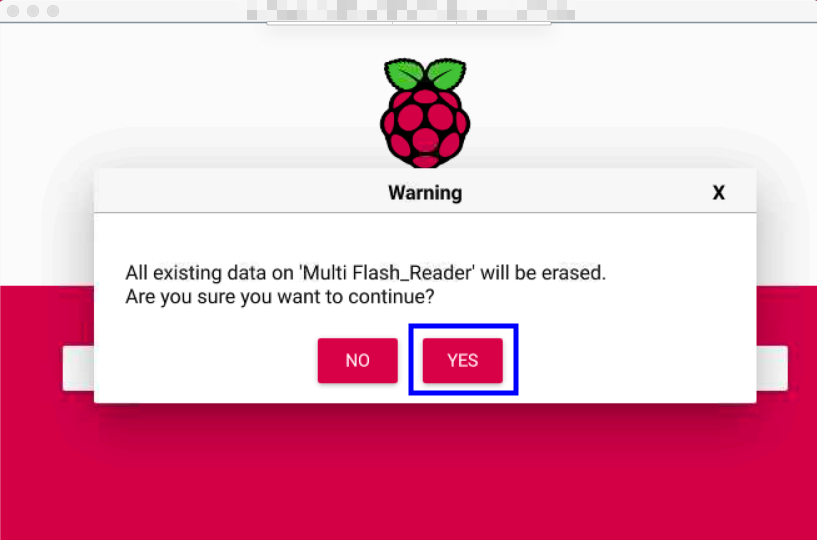 Warning
X
All existing data on 'Multi Flash_Reader' will be erased.
Are you sure you want to continue?
NO
YES